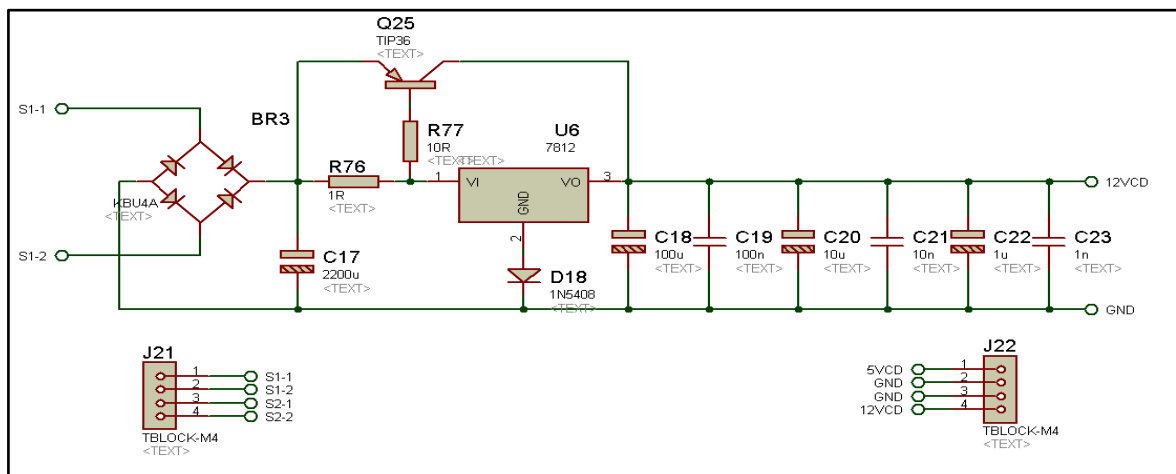 Q25
TIP36
<TEXT>
S1-1
BR3
R77
10R
<TEXT>
U6
7812
<TEXT>
R76
1R
<TEXT>
1
VI
VO
3
GND
2
12VCD
KBU4A
<TEXT>
S1-2
C17
2200u
<TEXT>
D18
1N5408
<TEXT>
C18
100u
<TEXT>
C19
100n
<TEXT>
C20
10u
<TEXT>
C21
10n
<TEXT>
C22
1u
<TEXT>
C23
1n
<TEXT>
GND
J21
1 S1-1
2 S1-2
3 S2-1
4 S2-2
TBLOCK-M4
<TEXT>
J22
5VCD 1
GND 2
GND 3
12VCD 4
TBLOCK-M4
<TEXT>